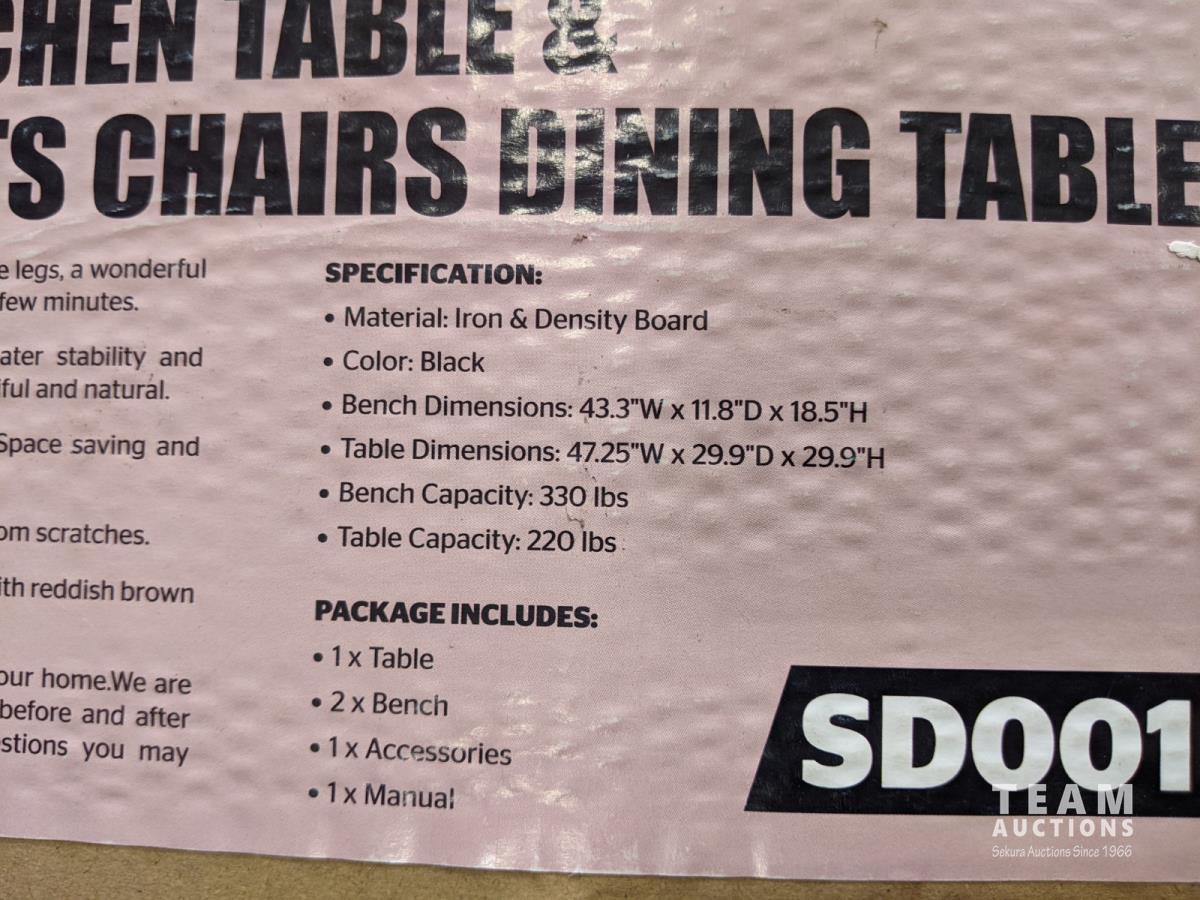 CHEN TABLE &
TS CHAIRS DINING TABLE
e legs, a wonderful
few minutes.
ater stability and
iful and natural.
Space saving and
om scratches.
ith reddish brown
our home.We are
before and after
stions you may
SPECIFICATION:
• Material: Iron & Density Board
• Color: Black
• Bench Dimensions: 43.3"W x 11.8"D x 18.5"H
• Table Dimensions: 47.25"W x 29.9"D x 29.9"H
• Bench Capacity: 330 lbs
• Table Capacity: 220 lbs
PACKAGE INCLUDES:
• 1 x Table
• 2 x Bench
• 1 x Accessories
• 1 x Manual
SD001
TEAM
AUCTIONS
Sekura Auctions Since 1966